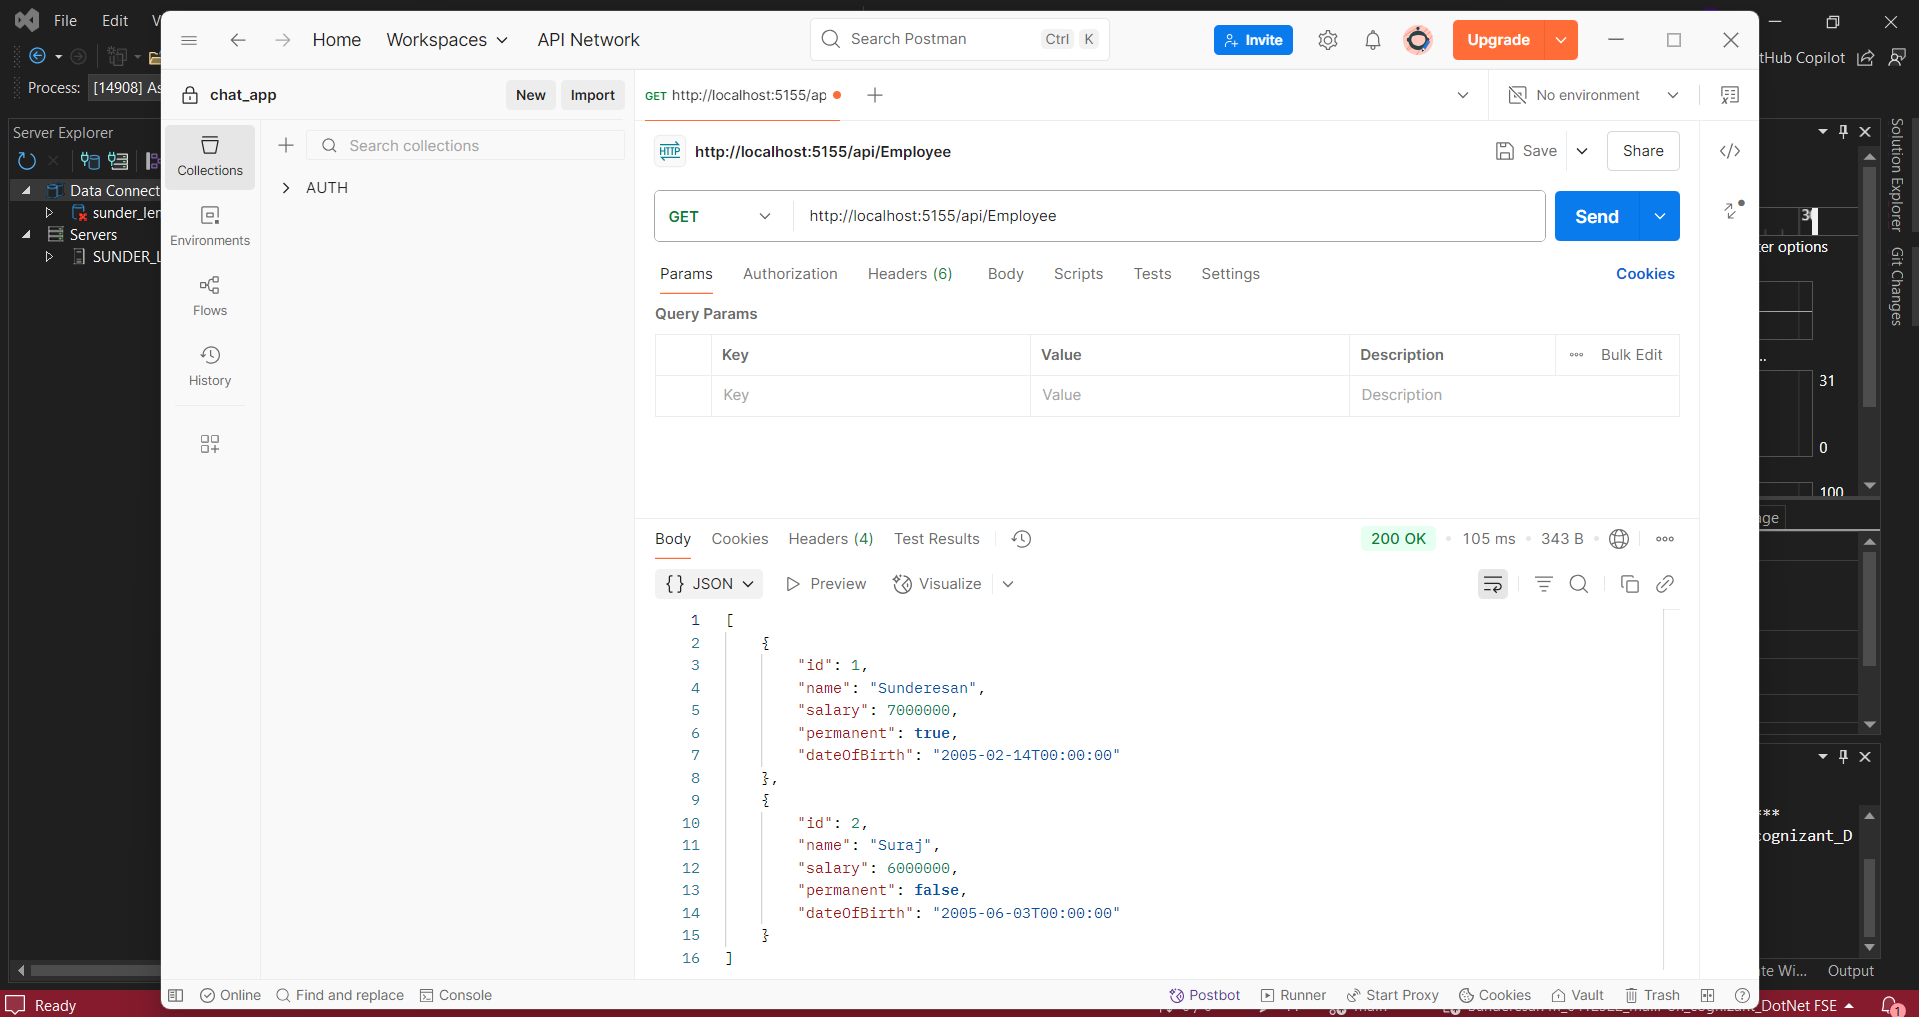 File Edit V
Process: [14908] As
Server Explorer
Data Connect
sunder_len
Servers
SUNDER_L
Ready
Home Workspaces API Network
Search Postman Ctrl K
Invite
Upgrade
chat_app
New Import
Collections
Environments
Flows
History
Search collections
AUTH
GET http://localhost:5155/ap
No environment
HTTP http://localhost:5155/api/Employee
Save Share
GET http://localhost:5155/api/Employee
Send
Params Authorization Headers (6) Body Scripts Tests Settings Cookies
Query Params
Key Value Description Bulk Edit
Key Value Description
Body Cookies Headers (4) Test Results
200 OK 105 ms 343 B
{} JSON Preview Visualize
1 [
2 {
3 "id": 1,
4 "name": "Sunderesan",
5 "salary": 7000000,
6 "permanent": true,
7 "dateOfBirth": "2005-02-14T00:00:00"
8 },
9 {
10 "id": 2,
11 "name": "Suraj",
12 "salary": 6000000,
13 "permanent": false,
14 "dateOfBirth": "2005-06-03T00:00:00"
15 }
16 ]
Online Find and replace Console
Postbot Runner Start Proxy Cookies Vault Trash
tHub Copilot
Solution Explorer
Git Changes
ter options
31
0
100
age
***
ognizant_D
te Wi... Output
_DotNet FSE
1